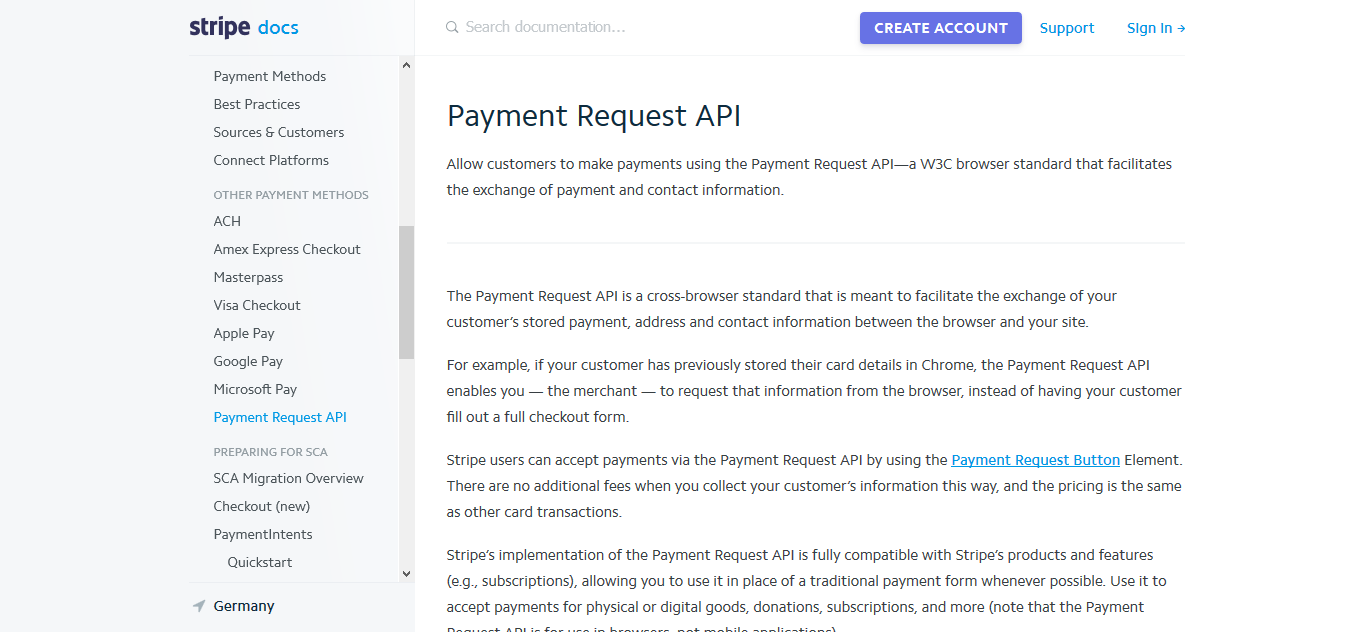 stripe docs
Search documentation...
CREATE ACCOUNT
Support
Sign in →
Payment Methods
Best Practices
Sources & Customers
Connect Platforms
OTHER PAYMENT METHODS
ACH
Amex Express Checkout
Masterpass
Visa Checkout
Apple Pay
Google Pay
Microsoft Pay
Payment Request API
PREPARING FOR SCA
SCA Migration Overview
Checkout (new)
PaymentIntents
Quickstart
Germany
Payment Request API
Allow customers to make payments using the Payment Request API—a W3C browser standard that facilitates
the exchange of payment and contact information.
The Payment Request API is a cross-browser standard that is meant to facilitate the exchange of your
customer’s stored payment, address and contact information between the browser and your site.
For example, if your customer has previously stored their card details in Chrome, the Payment Request API
enables you — the merchant — to request that information from the browser, instead of having your customer
fill out a full checkout form.
Stripe users can accept payments via the Payment Request API by using the Payment Request Button Element.
There are no additional fees when you collect your customer’s information this way, and the pricing is the same
as other card transactions.
Stripe’s implementation of the Payment Request API is fully compatible with Stripe’s products and features
(e.g., subscriptions), allowing you to use it in place of a traditional payment form whenever possible. Use it to
accept payments for physical or digital goods, donations, subscriptions, and more (note that the Payment
Request API is for use in browsers, not mobile applications)